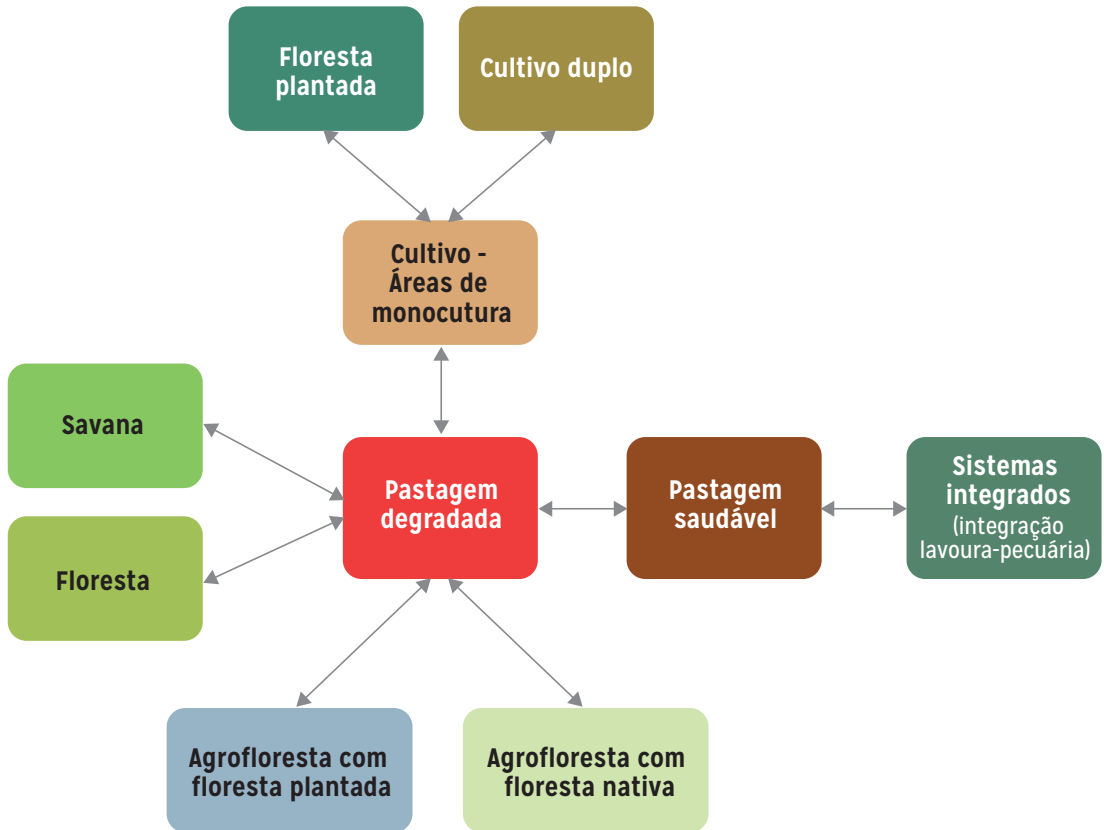 Floresta
plantada
Cultivo duplo
Cultivo -
Áreas de
monocutura
Savana
Floresta
Pastagem
degradada
Pastagem
saudável
Sistemas
integrados
(integração
lavoura-pecuária)
Agrofloresta com
floresta plantada
Agrofloresta com
floresta nativa